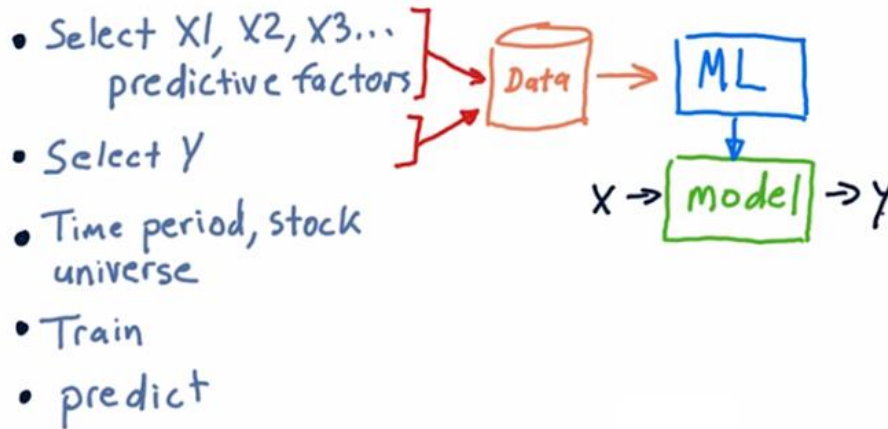 • Select X1, X2, X3...
predictive factors
• Select Y
• Time period, stock
universe
• Train
• predict
Data
ML
X → model → Y